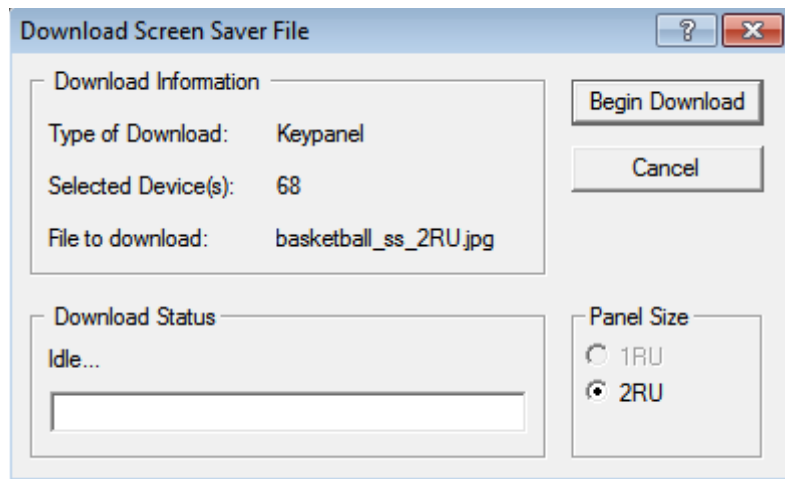 Download Screen Saver File
Download Information
Type of Download: Keypanel
Selected Device(s): 68
File to download: basketball_ss_2RU.jpg
Begin Download
Cancel
Download Status
Idle...
Panel Size
1RU
2RU